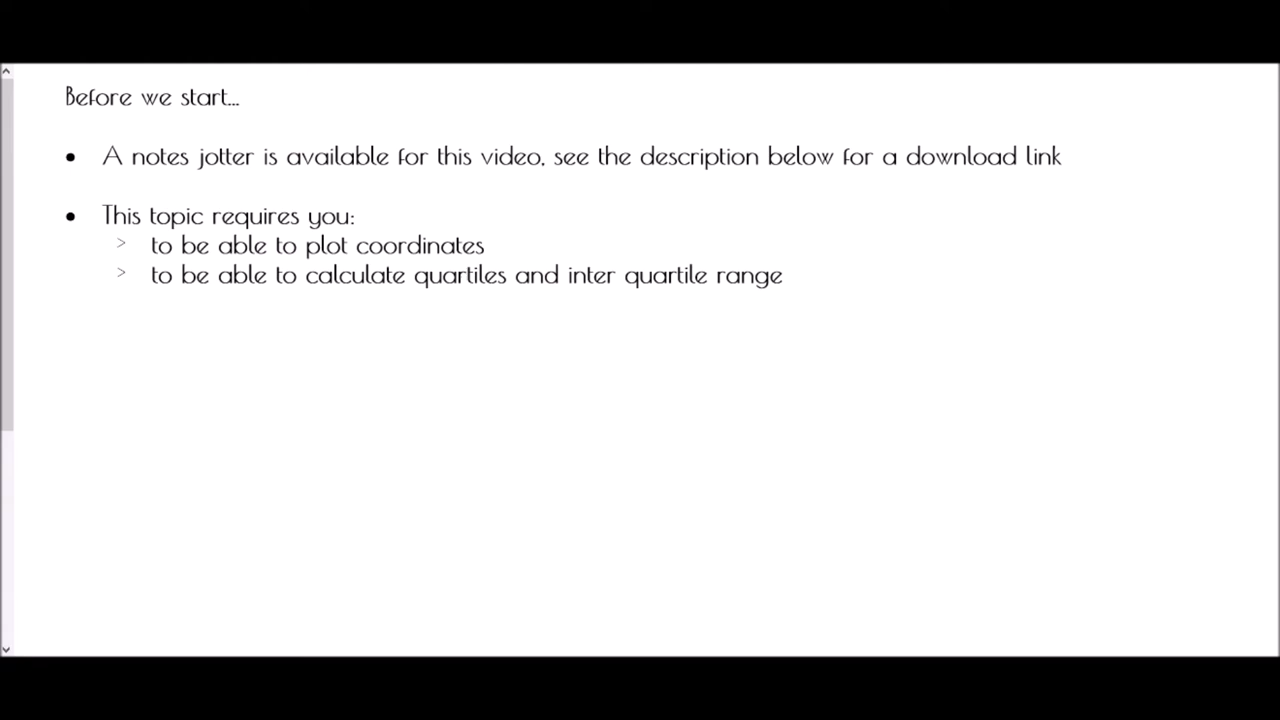 Before we start...
• A notes jotter is available for this video, see the description below for a download link
• This topic requires you:
> to be able to plot coordinates
> to be able to calculate quartiles and inter quartile range